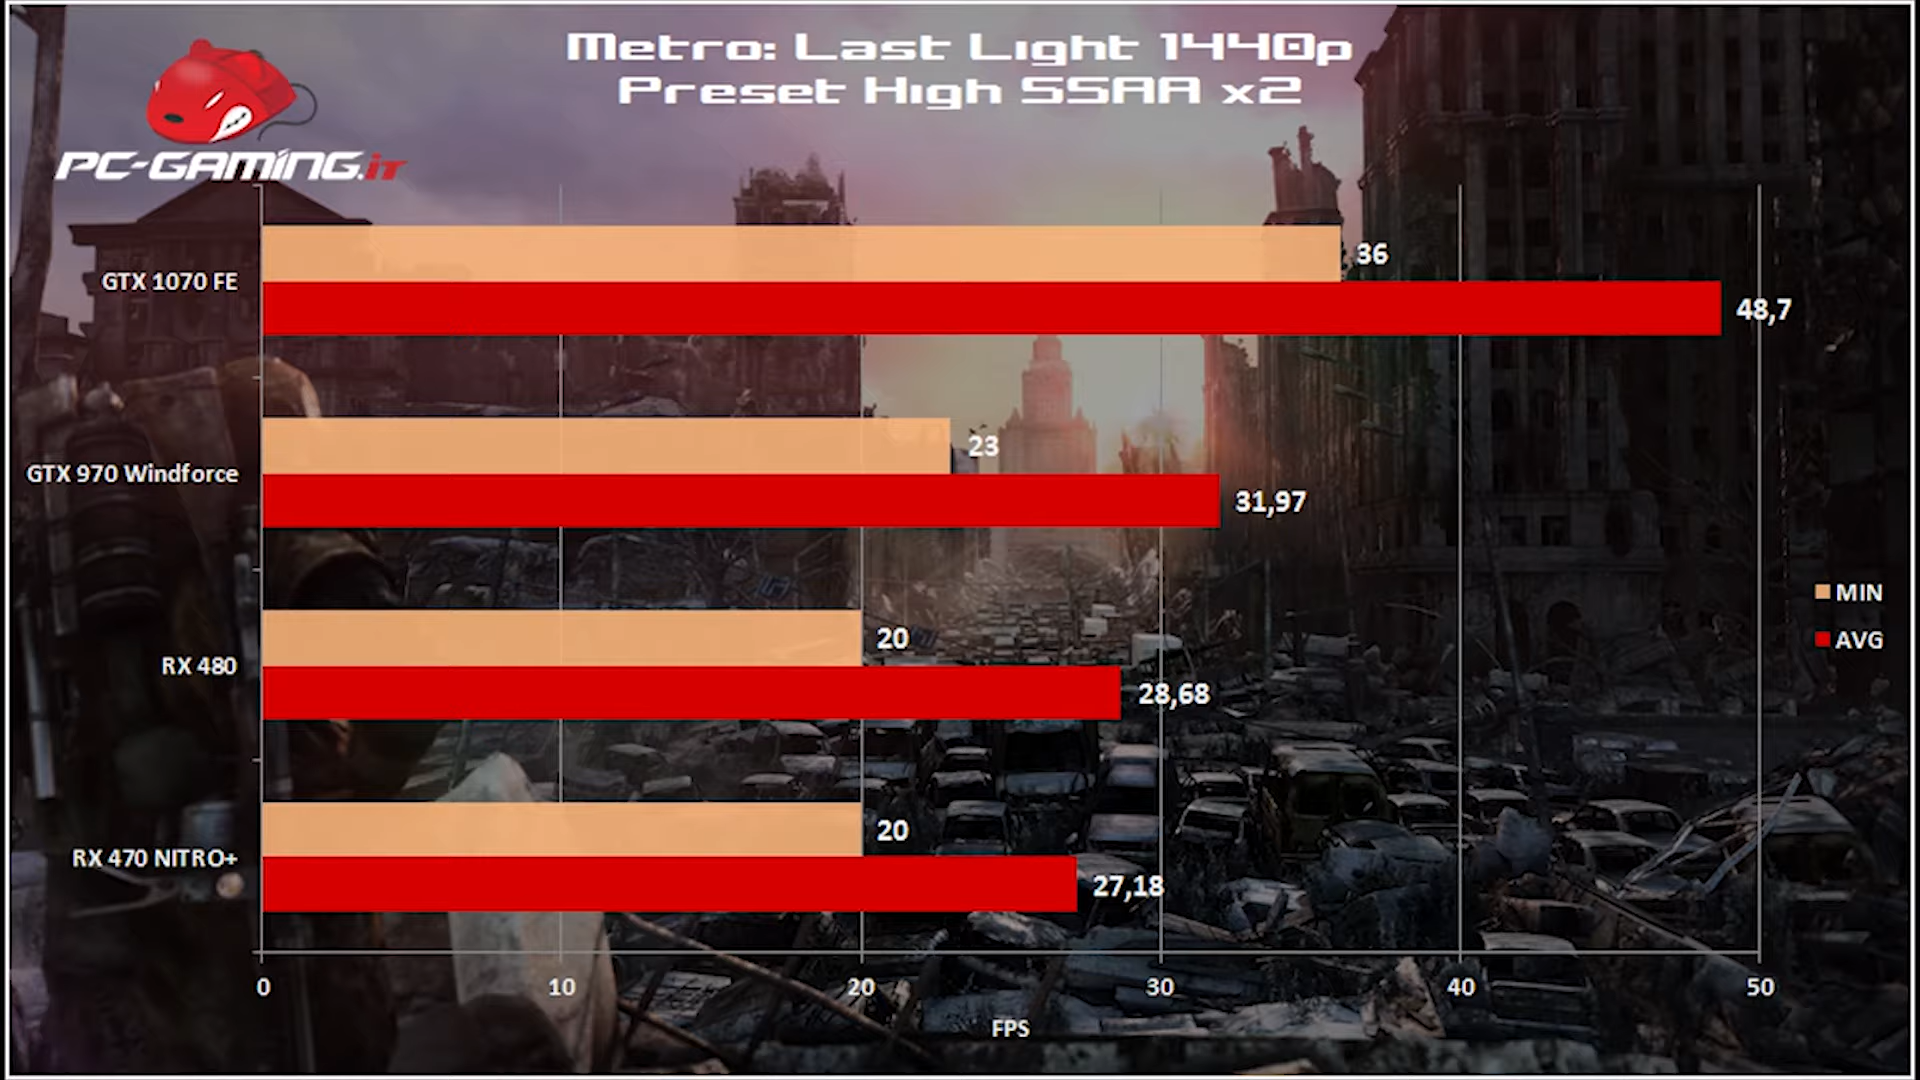 Metro: Last Light 1440p
Preset High SSAA x2
PC-GAMING.iT
GTX 1070 FE
36
48,7
GTX 970 Windforce
23
31,97
RX 480
20
28,68
RX 470 NITRO+
20
27,18
MIN
AVG
0 10 20 30 40 50
FPS